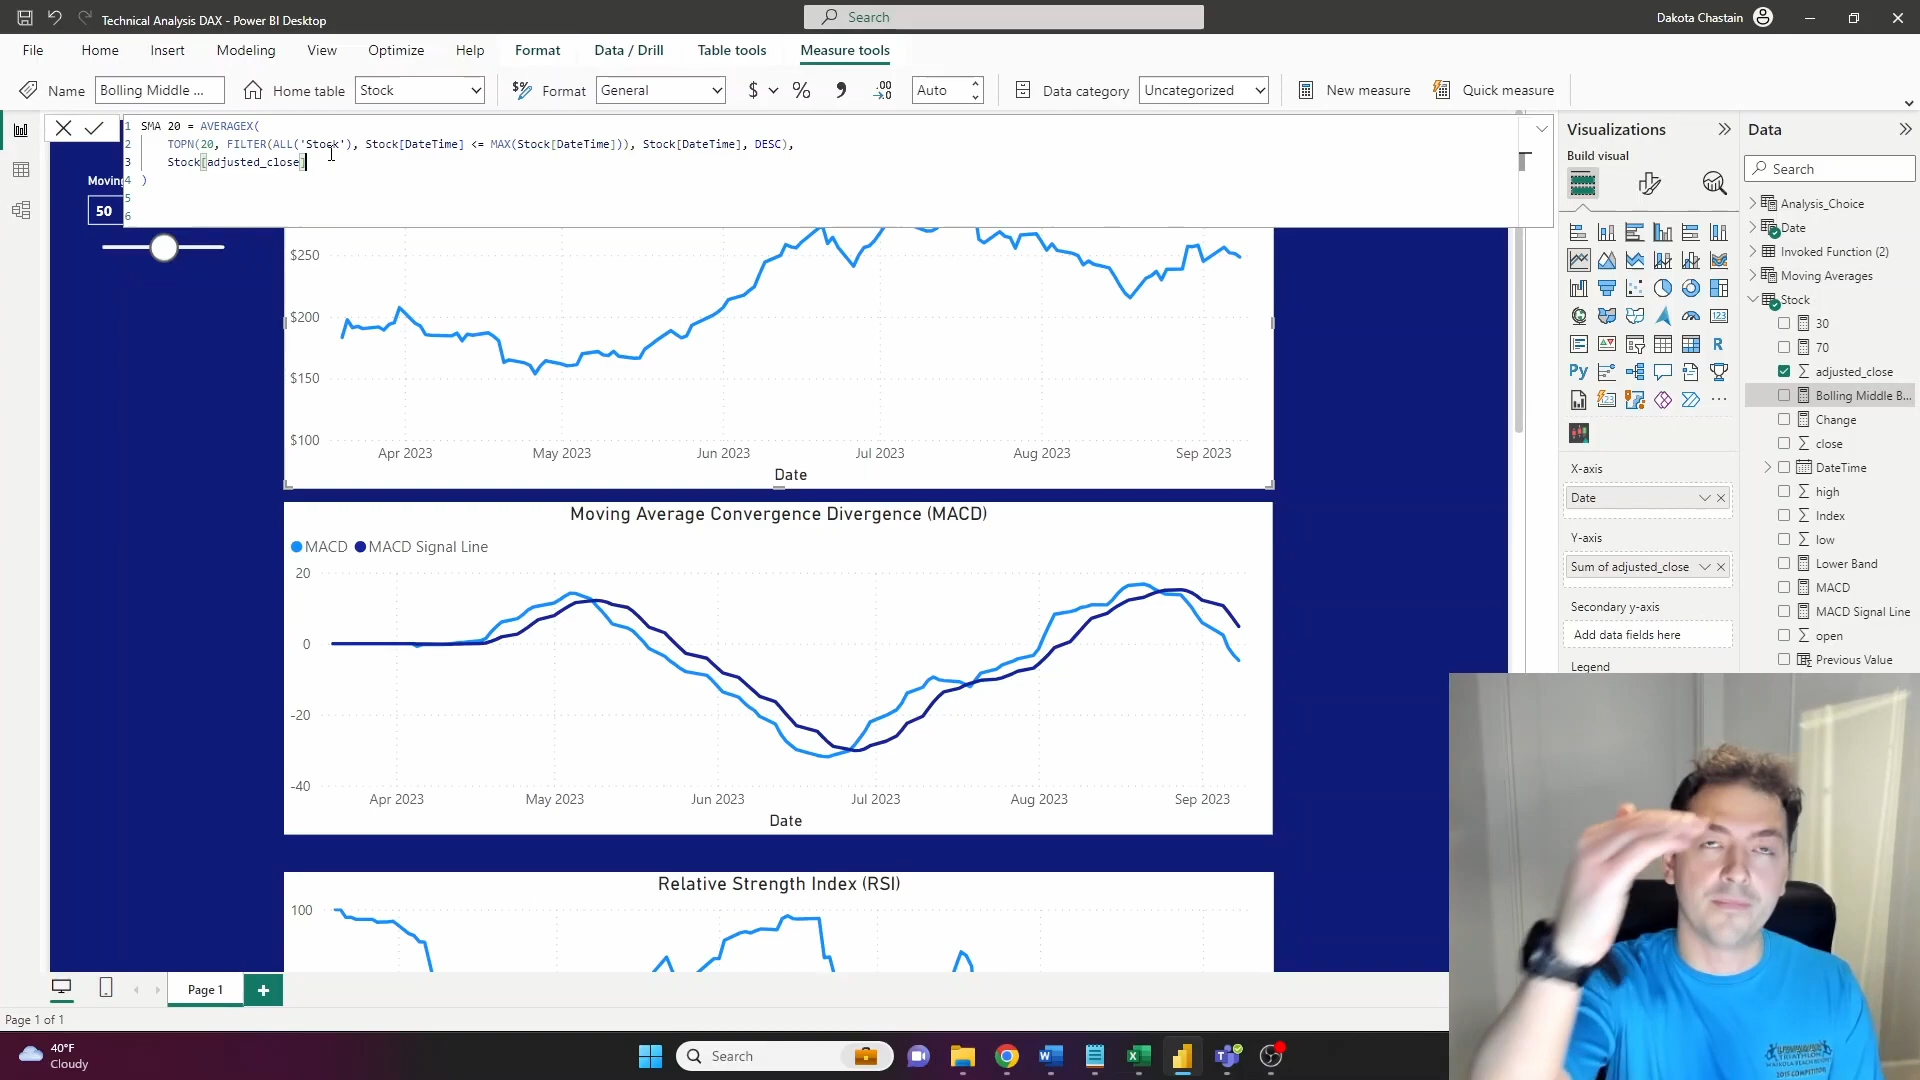 Technical Analysis DAX - Power BI Desktop
Search
Dakota Chastain
File Home Insert Modeling View Optimize Help Format Data / Drill Table tools Measure tools
Name Bolling Middle ... Home table Stock Format General $ % Auto Data category Uncategorized New measure Quick measure
1 SMA 20 = AVERAGEX(
2 TOPN(20, FILTER(ALL('Stock'), Stock[DateTime] <= MAX(Stock[DateTime])), Stock[DateTime], DESC),
3 Stock[adjusted_close]
4 )
5
6
Moving
50
$250
$200
$150
$100
Apr 2023 May 2023 Jun 2023 Jul 2023 Aug 2023 Sep 2023
Date
Moving Average Convergence Divergence (MACD)
MACD MACD Signal Line
20
0
-20
-40
Apr 2023 May 2023 Jun 2023 Jul 2023 Aug 2023 Sep 2023
Date
Relative Strength Index (RSI)
100
Visualizations
Build visual
123
R
Py
X-axis
Date
Y-axis
Sum of adjusted_close
Secondary y-axis
Add data fields here
Legend
Data
Search
Analysis_Choice
Date
Invoked Function (2)
Moving Averages
Stock
30
70
adjusted_close
Bolling Middle B...
Change
close
DateTime
high
Index
low
Lower Band
MACD
MACD Signal Line
open
Previous Value
Page 1
Page 1 of 1
40°F
Cloudy
Search
TRIATHLON